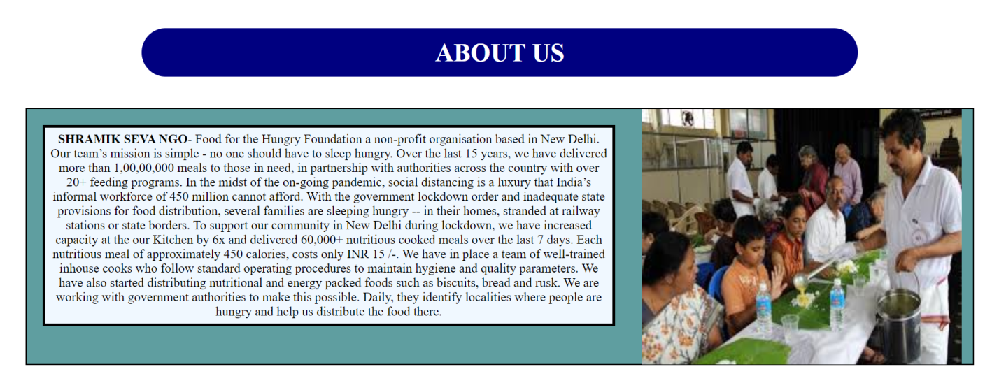 ABOUT US
SHRAMIK SEVA NGO- Food for the Hungry Foundation a non-profit organisation based in New Delhi.
Our team’s mission is simple - no one should have to sleep hungry. Over the last 15 years, we have delivered
more than 1,00,00,000 meals to those in need, in partnership with authorities across the country with over
20+ feeding programs. In the midst of the on-going pandemic, social distancing is a luxury that India’s
informal workforce of 450 million cannot afford. With the government lockdown order and inadequate state
provisions for food distribution, several families are sleeping hungry -- in their homes, stranded at railway
stations or state borders. To support our community in New Delhi during lockdown, we have increased
capacity at the our Kitchen by 6x and delivered 60,000+ nutritious cooked meals over the last 7 days. Each
nutritious meal of approximately 450 calories, costs only INR 15 /-. We have in place a team of well-trained
inhouse cooks who follow standard operating procedures to maintain hygiene and quality parameters. We
have also started distributing nutritional and energy packed foods such as biscuits, bread and rusk. We are
working with government authorities to make this possible. Daily, they identify localities where people are
hungry and help us distribute the food there.